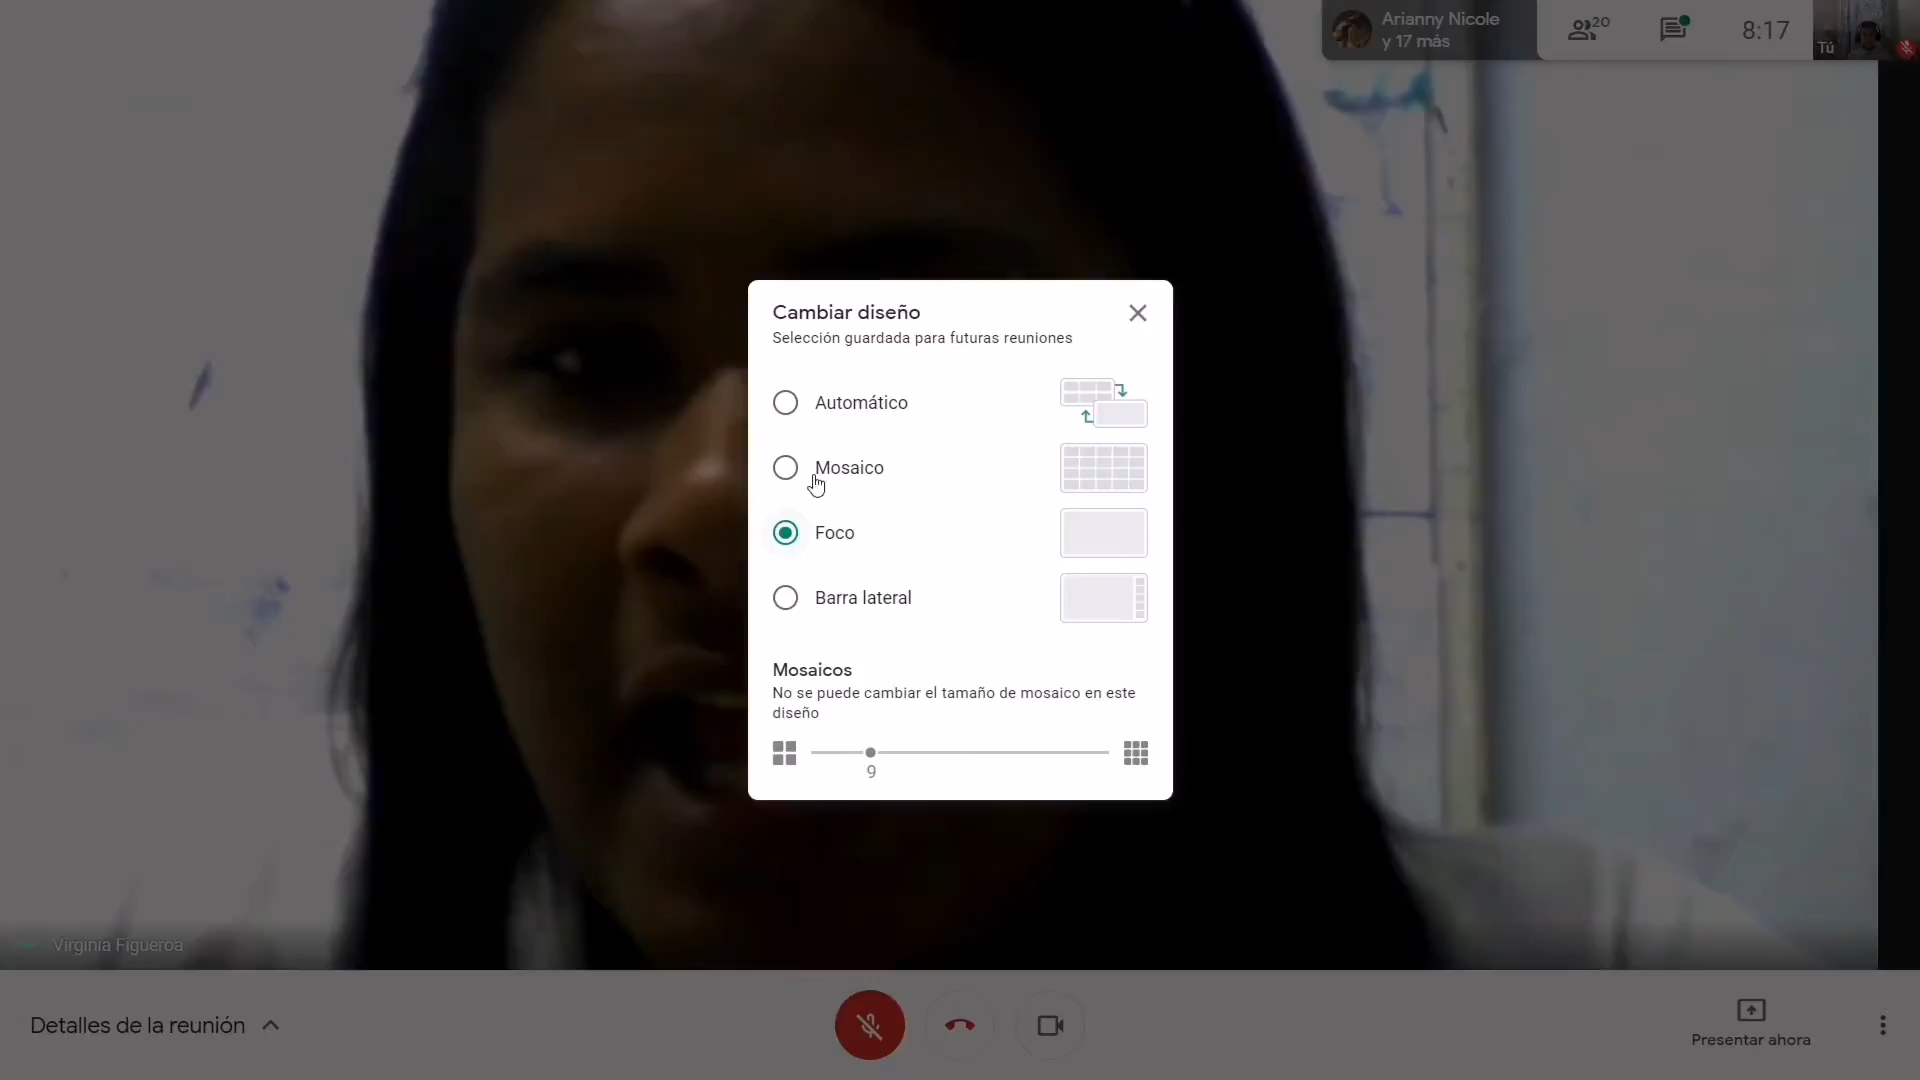 Arianny Nicole
y 17 más
20
8:17
Tú
Cambiar diseño
Selección guardada para futuras reuniones
Automático
Mosaico
Foco
Barra lateral
Mosaicos
No se puede cambiar el tamaño de mosaico en este
diseño
9
Virginia Figueroa
Detalles de la reunión
Presentar ahora